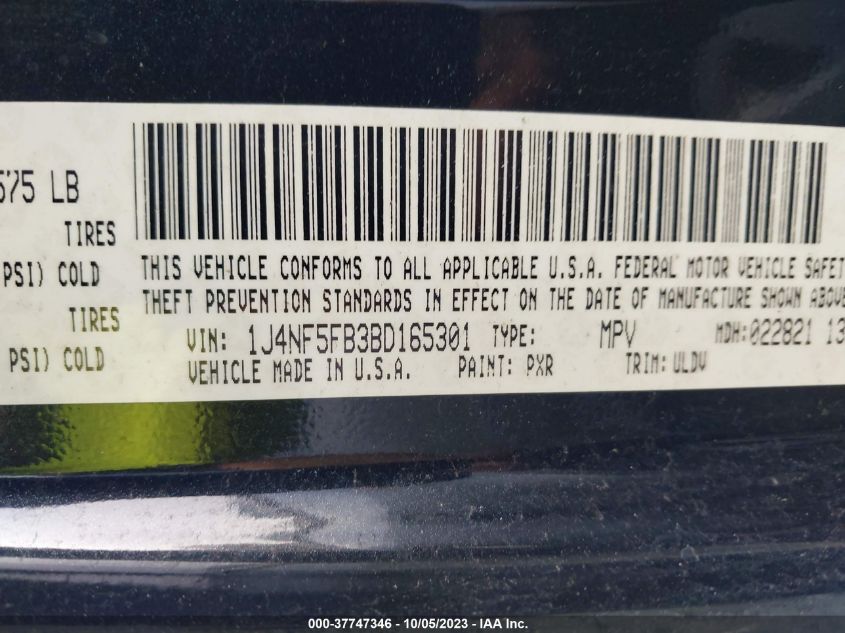 575 LB
TIRES
PSI) COLD
THIS VEHICLE CONFORMS TO ALL APPLICABLE U.S.A. FEDERAL MOTOR VEHICLE SAFET
THEFT PREVENTION STANDARDS IN EFFECT ON THE DATE OF MANUFACTURE SHOWN ABOVE
TIRES
VIN: 1J4NF5FB3BD165301 TYPE: MPV MDH:022821 13
PSI) COLD
VEHICLE MADE IN U.S.A. PAINT: PXR TRIM: ULDV
000-37747346 - 10/05/2023 - IAA Inc.